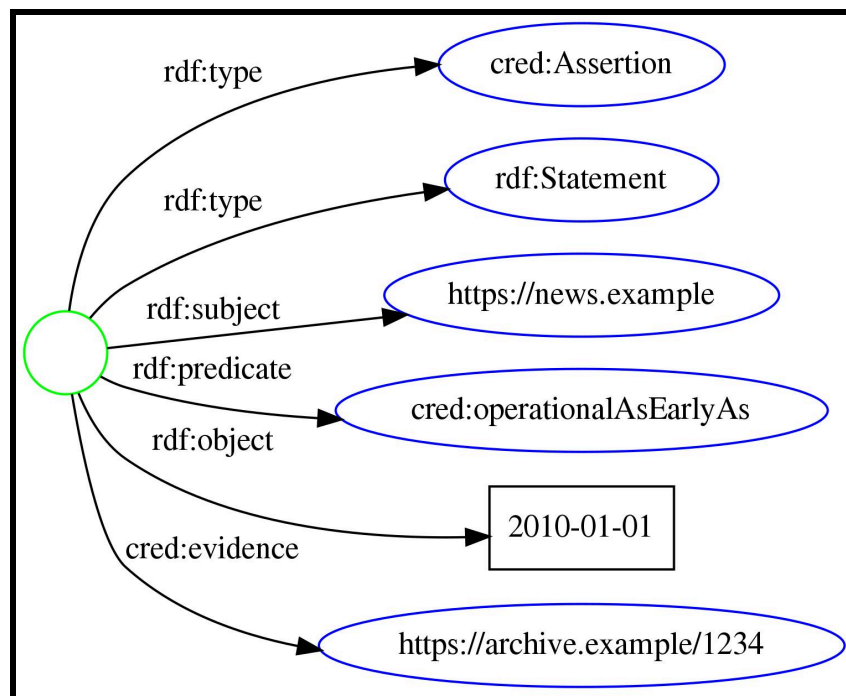 rdf:type
cred:Assertion
rdf:type
rdf:Statement
rdf:subject
https://news.example
rdf:predicate
cred:operationalAsEarlyAs
rdf:object
2010-01-01
cred:evidence
https://archive.example/1234